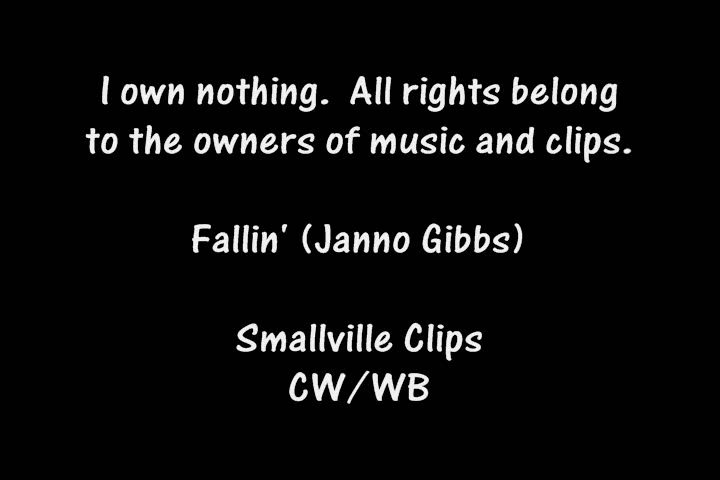 I own nothing.  All rights belong
to the owners of music and clips.
Fallin' (Janno Gibbs)
Smallville Clips
CW/WB